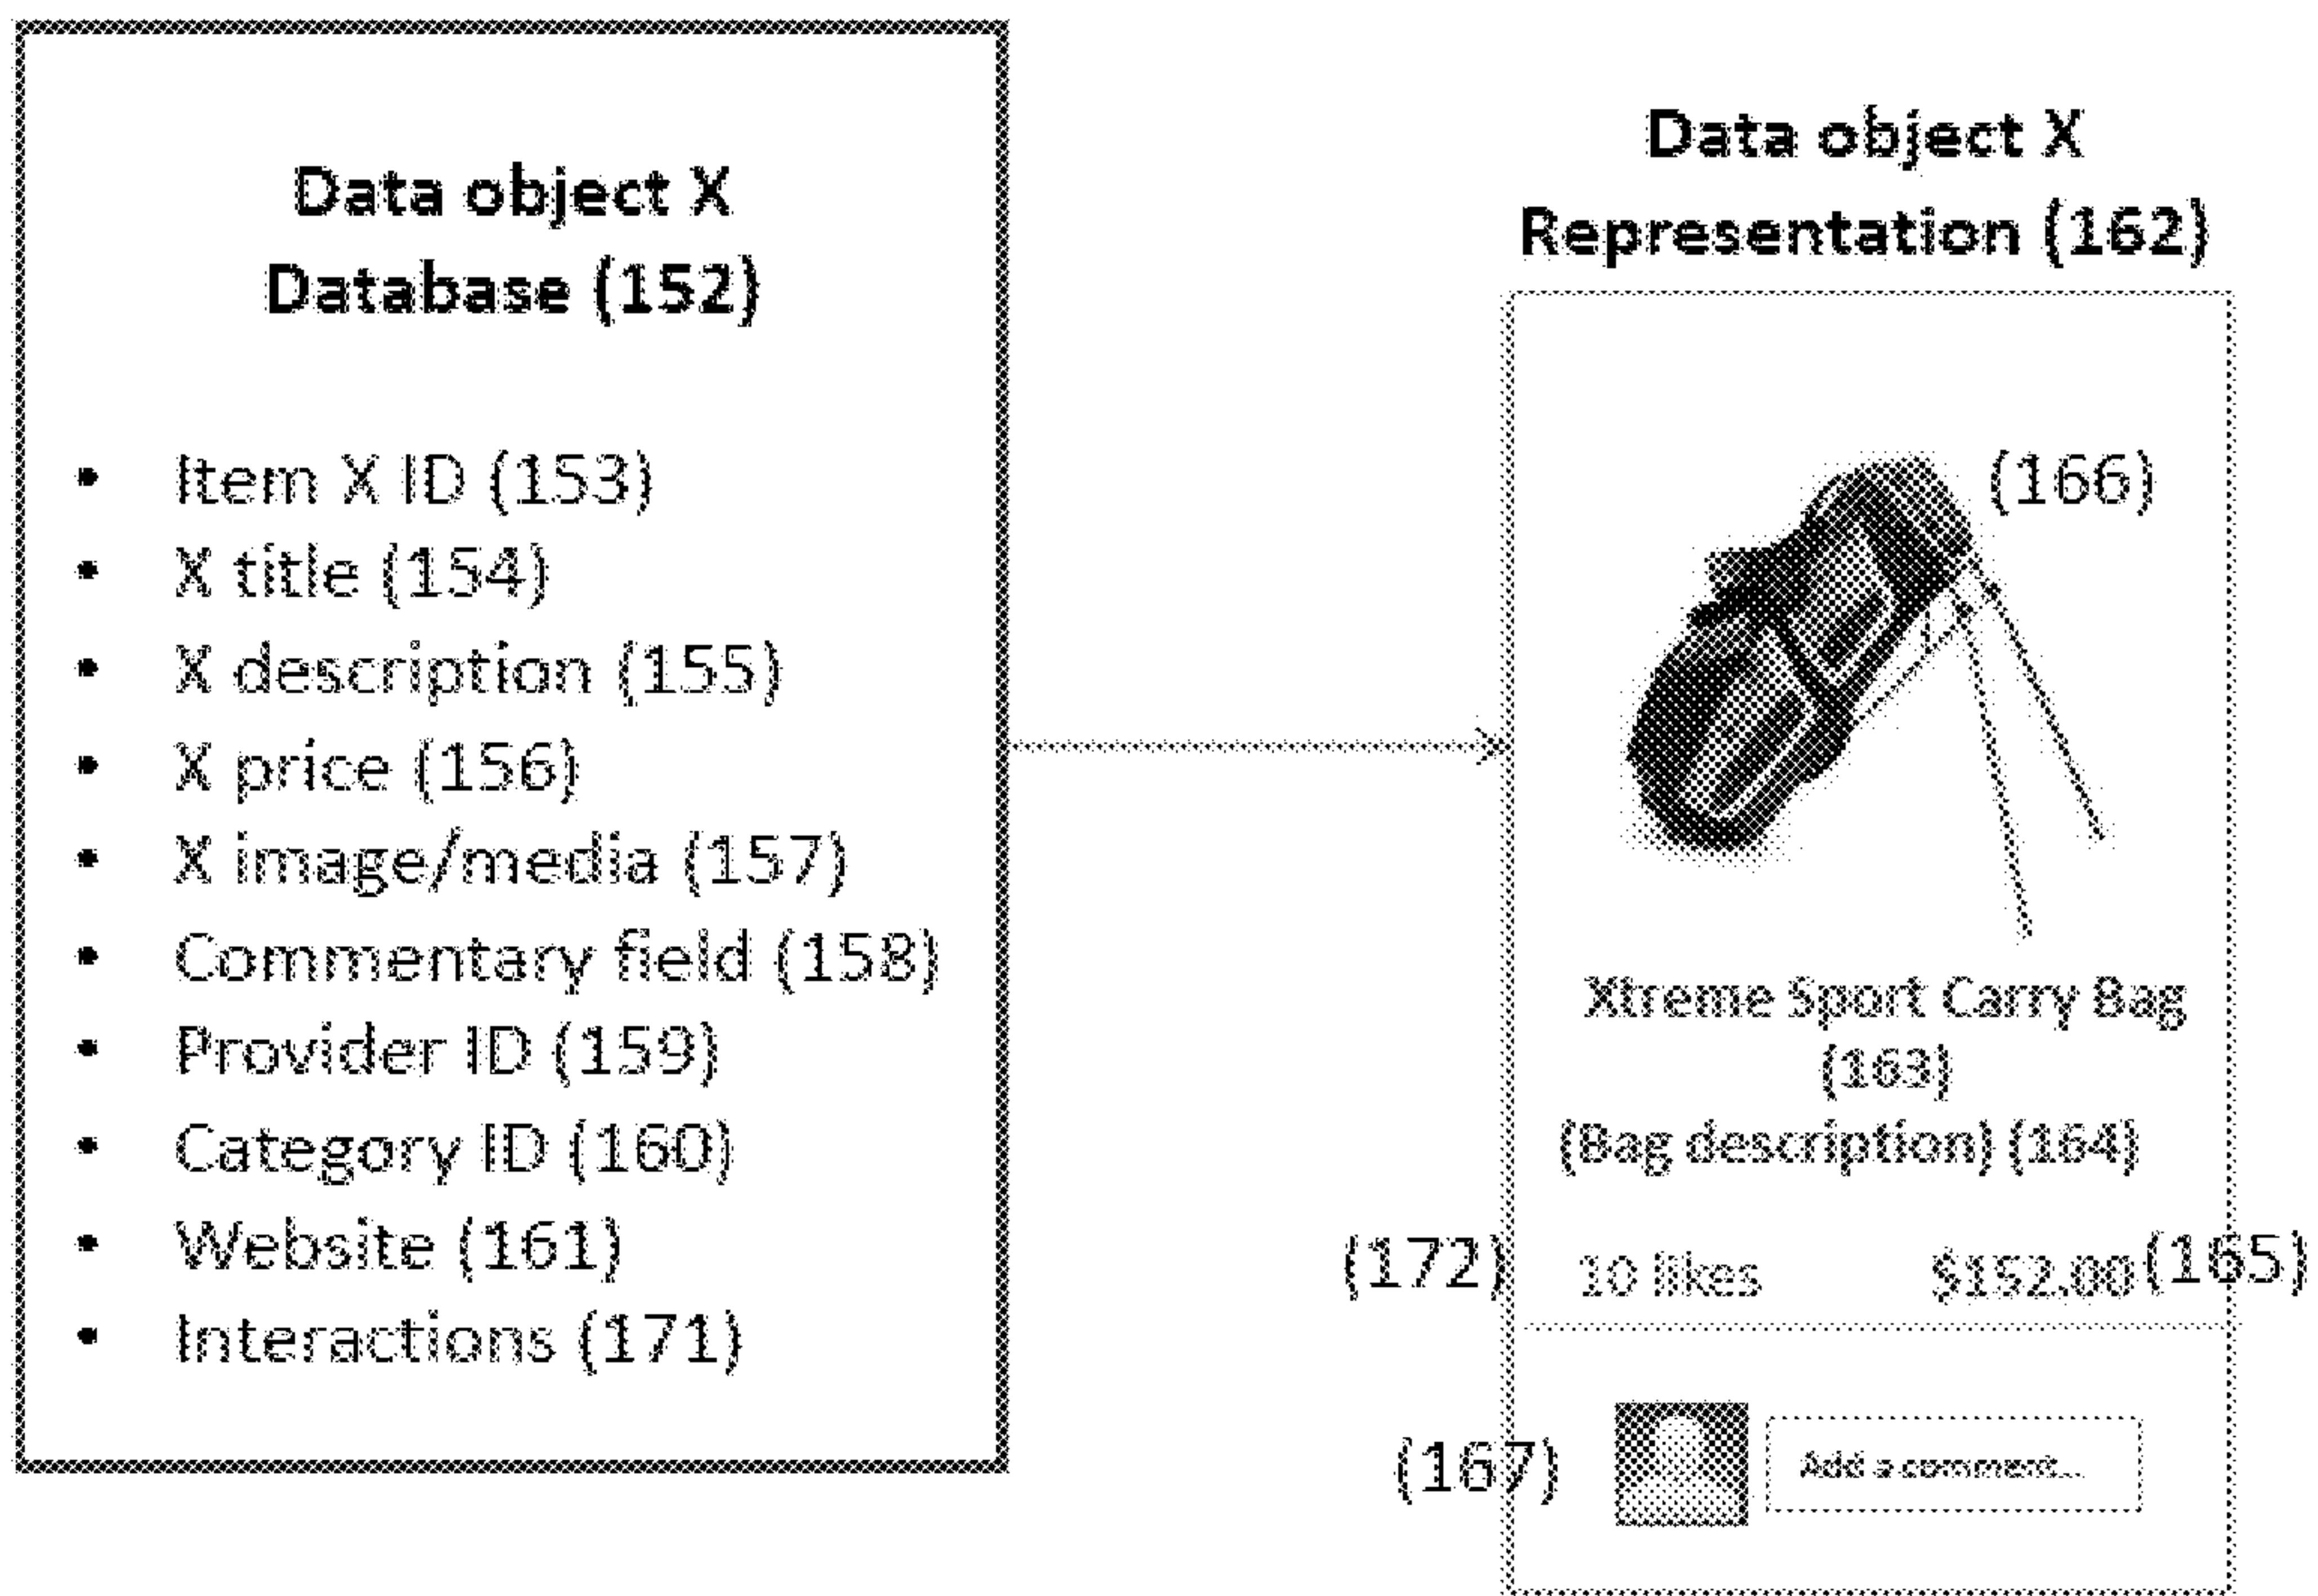 Data object X
Database (152)
• Item X ID (153)
• X title (154)
• X description (155)
• X price (156)
• X image/media (157)
• Commentary field (158)
• Provider ID (159)
• Category ID (160)
• Website (161)
• Interactions (171)
Data object X
Representation (162)
(166)
Xtreme Sport Carry Bag
(163)
(Bag description) (164)
(172) 10 likes $152.00 (165)
(167) Add a comment...